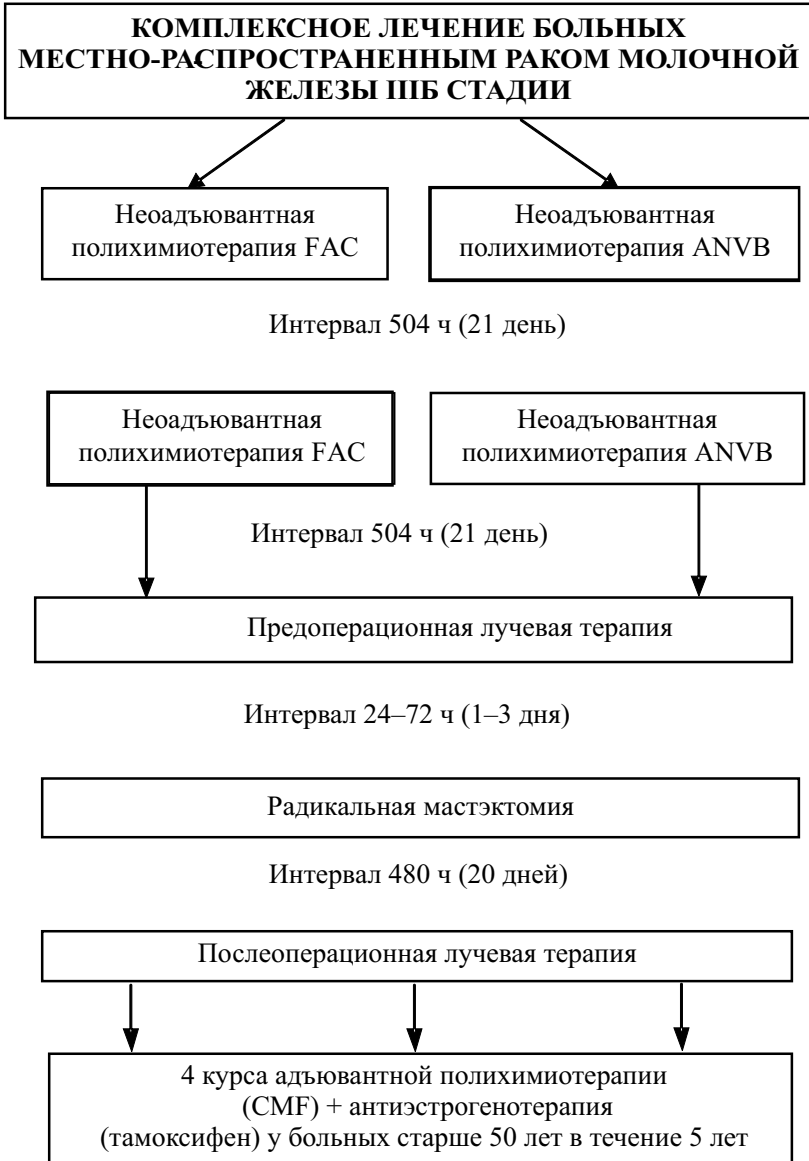 КОМПЛЕКСНОЕ ЛЕЧЕНИЕ БОЛЬНЫХ
МЕСТНО-РАСПРОСТРАНЕННЫМ РАКОМ МОЛОЧНОЙ
ЖЕЛЕЗЫ IIIБ СТАДИИ
Неоадъювантная
полихимиотерапия FAC
Неоадъювантная
полихимиотерапия ANVB
Интервал 504 ч (21 день)
Неоадъювантная
полихимиотерапия FAC
Неоадъювантная
полихимиотерапия ANVB
Интервал 504 ч (21 день)
Предоперационная лучевая терапия
Интервал 24–72 ч (1–3 дня)
Радикальная мастэктомия
Интервал 480 ч (20 дней)
Послеоперационная лучевая терапия
4 курса адъювантной полихимиотерапии
(CMF) + антиэстрогенотерапия
(тамоксифен) у больных старше 50 лет в течение 5 лет